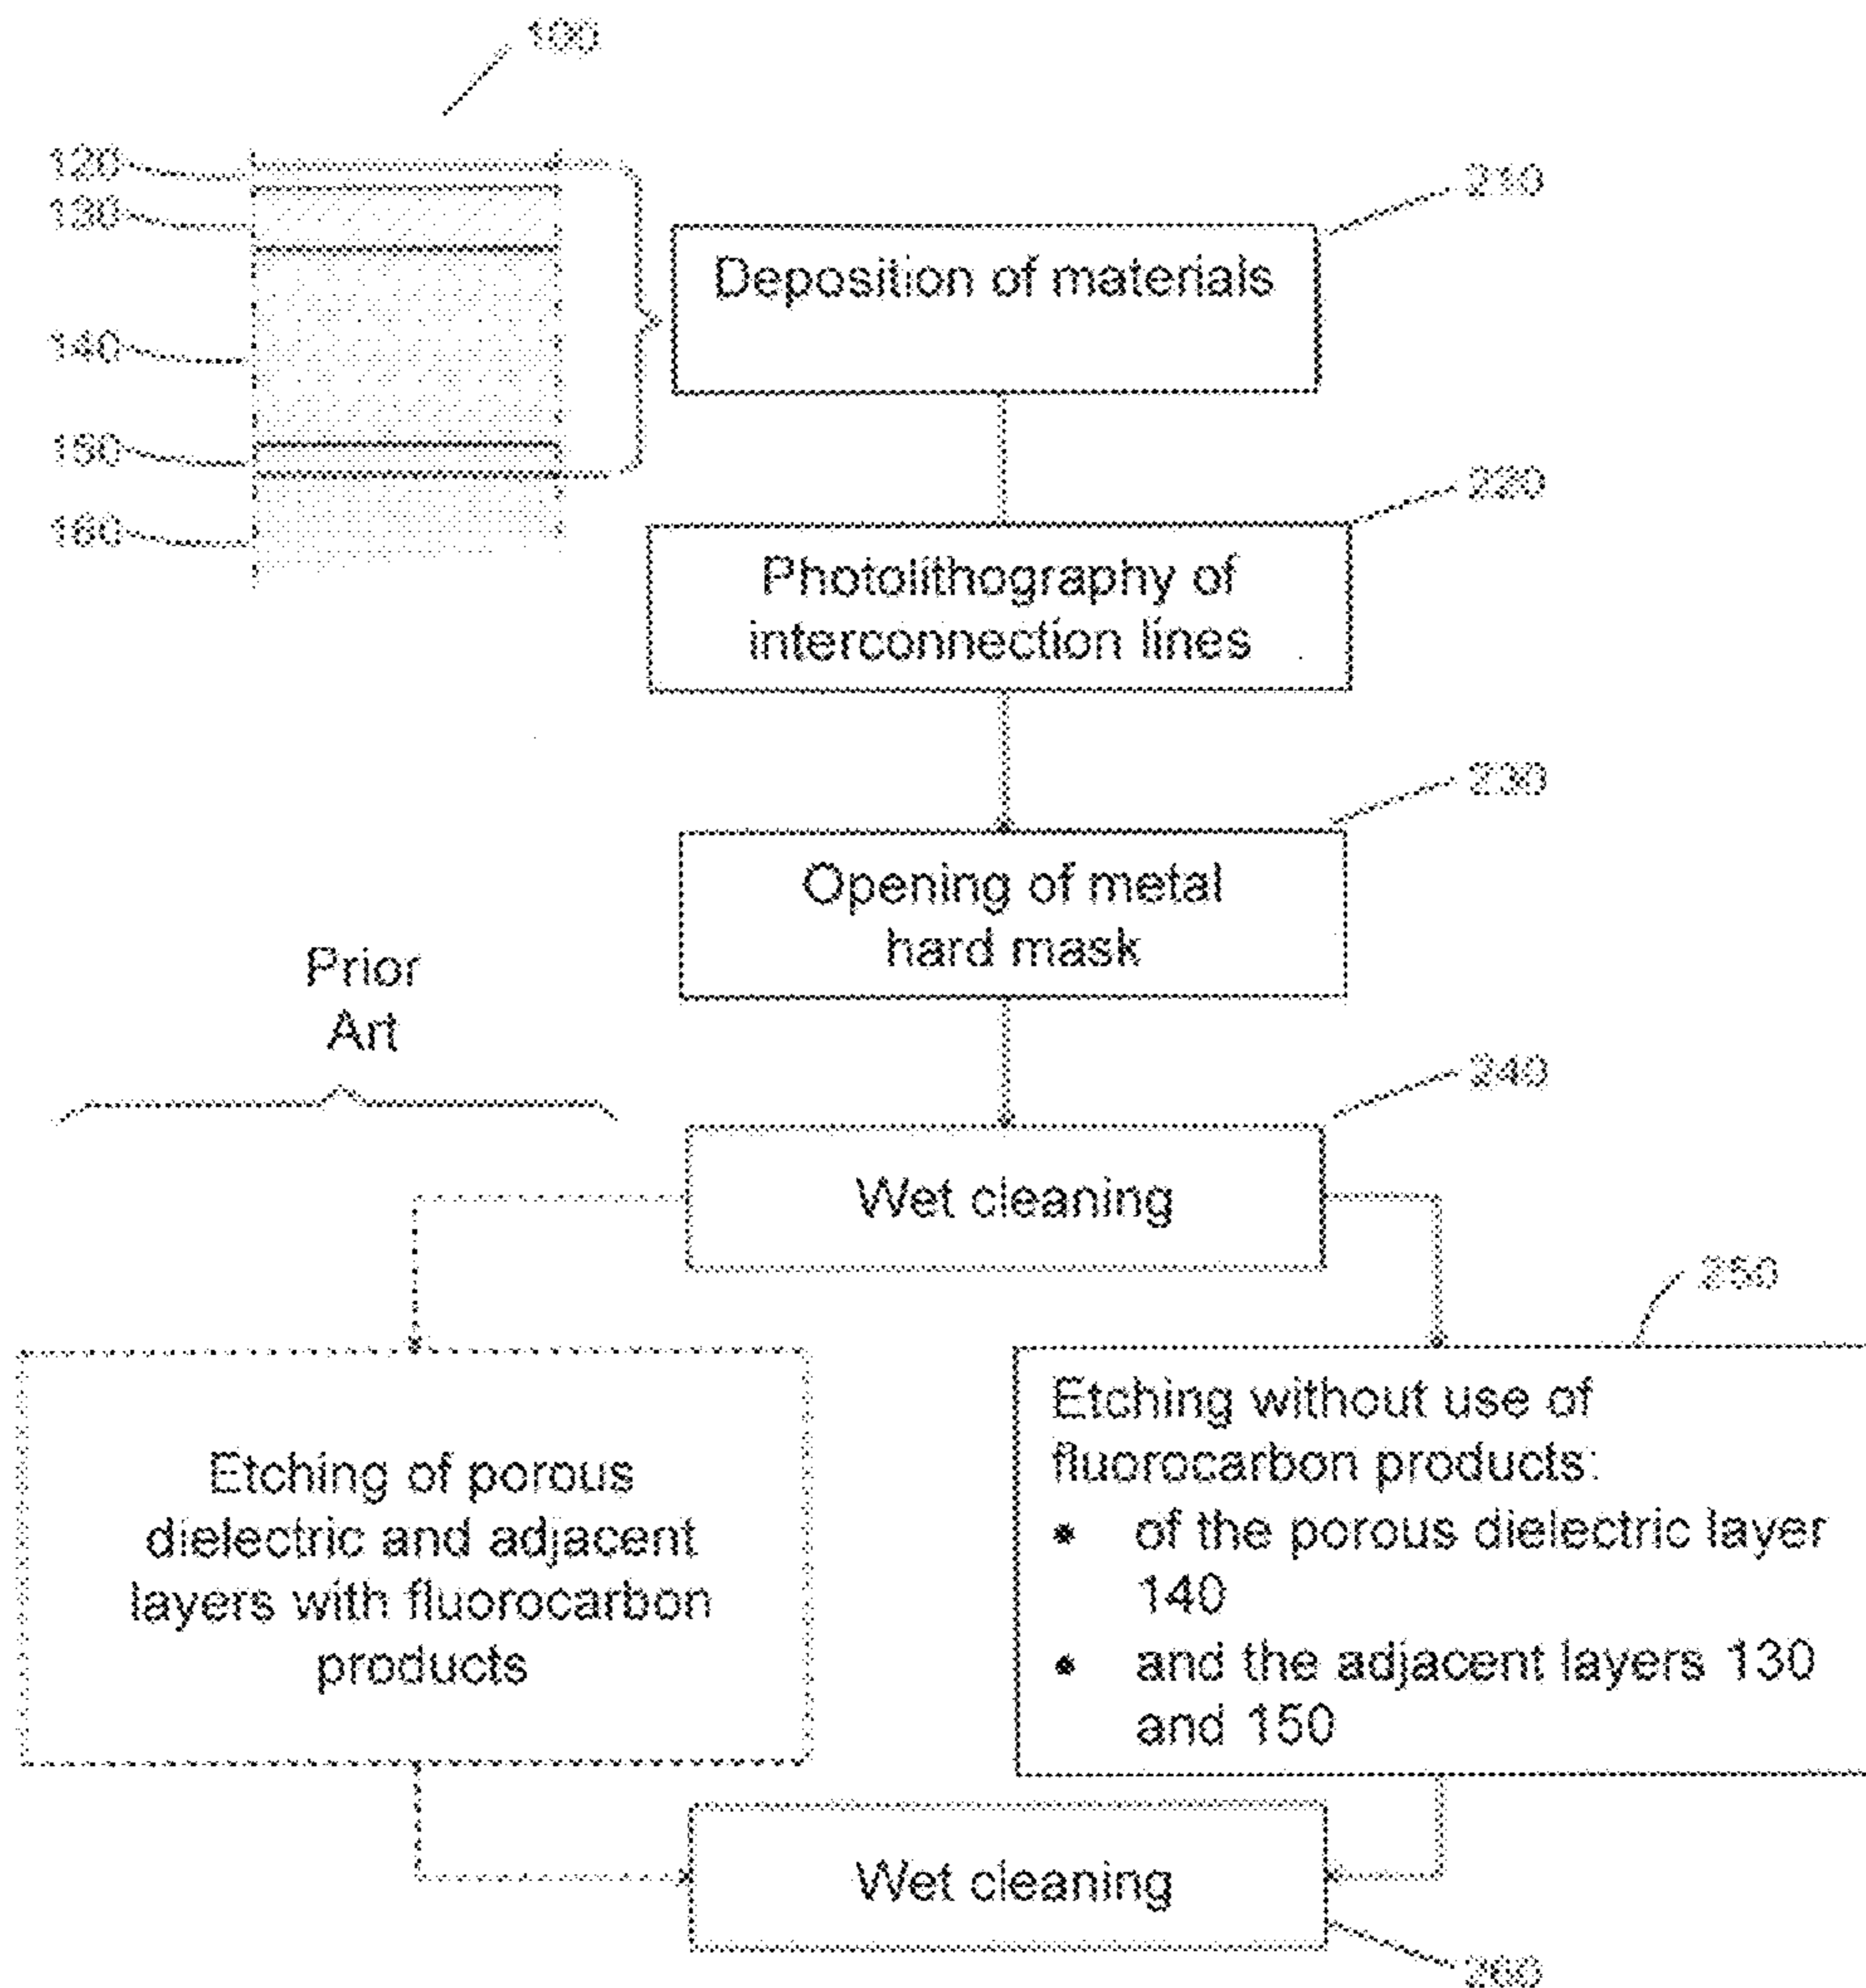 100
120
130
140
150
160
210
Deposition of materials
220
Photolithography of
interconnection lines
230
Opening of metal
hard mask
Prior
Art
240
Wet cleaning
250
Etching of porous
dielectric and adjacent
layers with fluorocarbon
products
Etching without use of
fluorocarbon products:
• of the porous dielectric layer
140
• and the adjacent layers 130
and 150
Wet cleaning
260